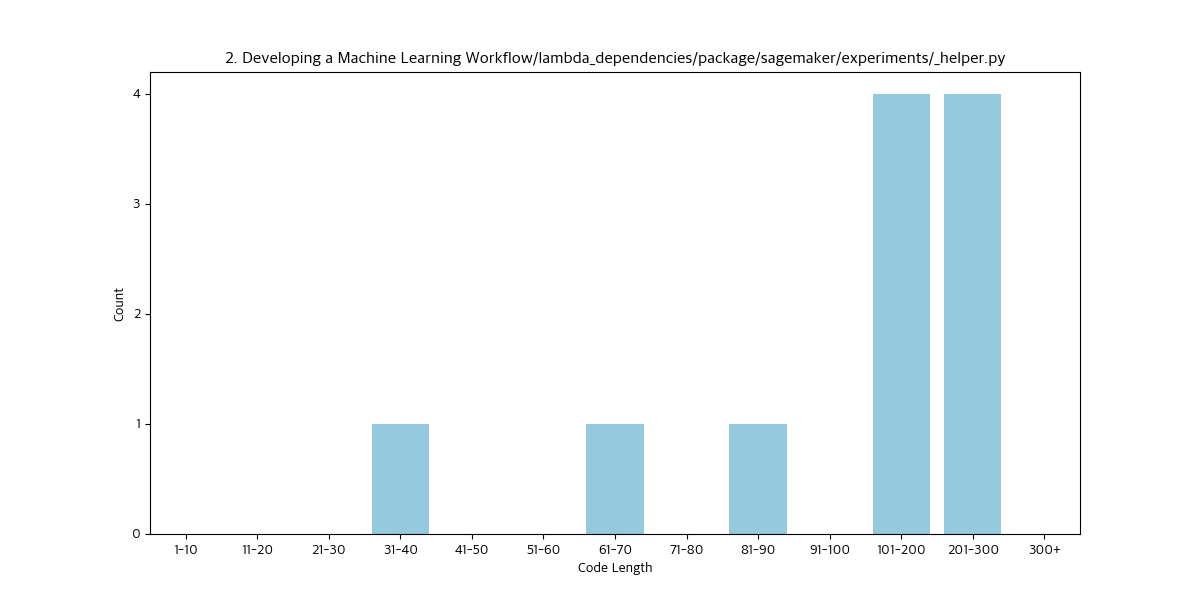 2. Developing a Machine Learning Workflow/lambda_dependencies/package/sagemaker/experiments/_helper.py
4
3
2
1
0
Count
1-10 11-20 21-30 31-40 41-50 51-60 61-70 71-80 81-90 91-100 101-200 201-300 300+
Code Length